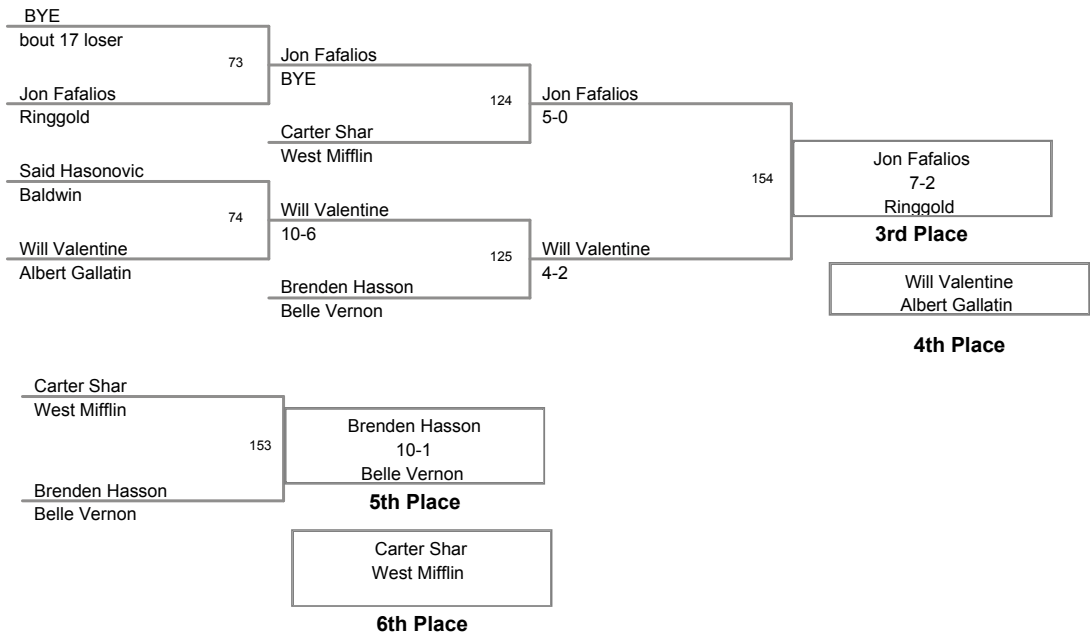 BYE
bout 17 loser
73
Jon Fafalios
Ringgold
Jon Fafalios
BYE
124
Carter Shar
West Mifflin
Jon Fafalios
5-0
Said Hasonovic
Baldwin
74
Will Valentine
Albert Gallatin
Will Valentine
10-6
125
Brenden Hasson
Belle Vernon
Will Valentine
4-2
154
Jon Fafalios
7-2
Ringgold
3rd Place
Will Valentine
Albert Gallatin
4th Place
Carter Shar
West Mifflin
153
Brenden Hasson
Belle Vernon
Brenden Hasson
10-1
Belle Vernon
5th Place
Carter Shar
West Mifflin
6th Place